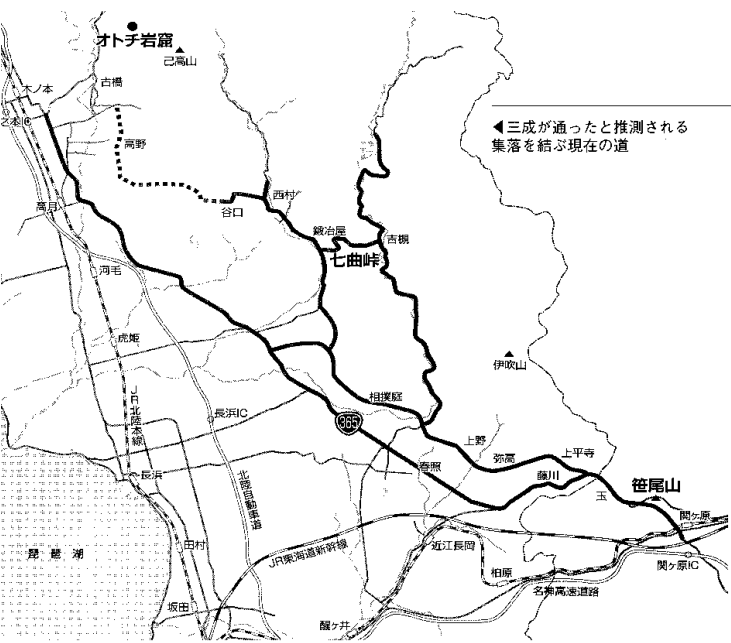 オトチ岩窟
己高山
古橋
木ノ本
之本IC
高野
◀三成が通ったと推測される
集落を結ぶ現在の道
西村
谷口
高月
鍛冶屋
吉槻
七曲峠
河毛
虎姫
伊吹山
JR北陸本線
相撲庭
長浜IC
365
上野
弥高
上平寺
春照
藤川
長浜
北陸自動車道
玉
笹尾山
関ヶ原
琵琶湖
田村
JR東海道新幹線
近江長岡
柏原
関ヶ原IC
名神高速道路
坂田
醒ヶ井